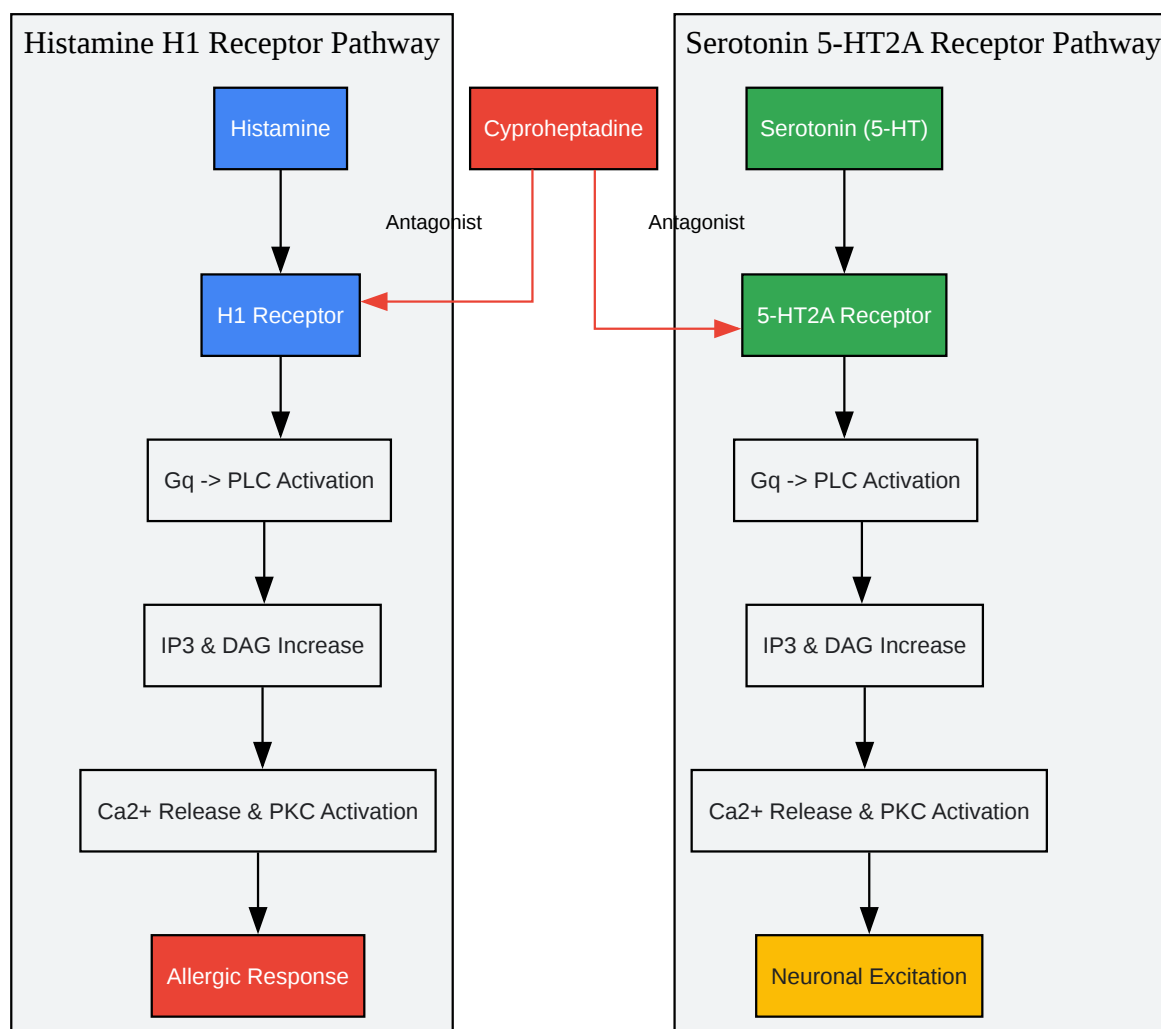 Histamine H1 Receptor Pathway
Serotonin 5-HT2A Receptor Pathway
Histamine
Cyproheptadine
Serotonin (5-HT)
Antagonist
Antagonist
H1 Receptor
5-HT2A Receptor
Gq -> PLC Activation
Gq -> PLC Activation
IP3 & DAG Increase
IP3 & DAG Increase
Ca2+ Release & PKC Activation
Ca2+ Release & PKC Activation
Allergic Response
Neuronal Excitation